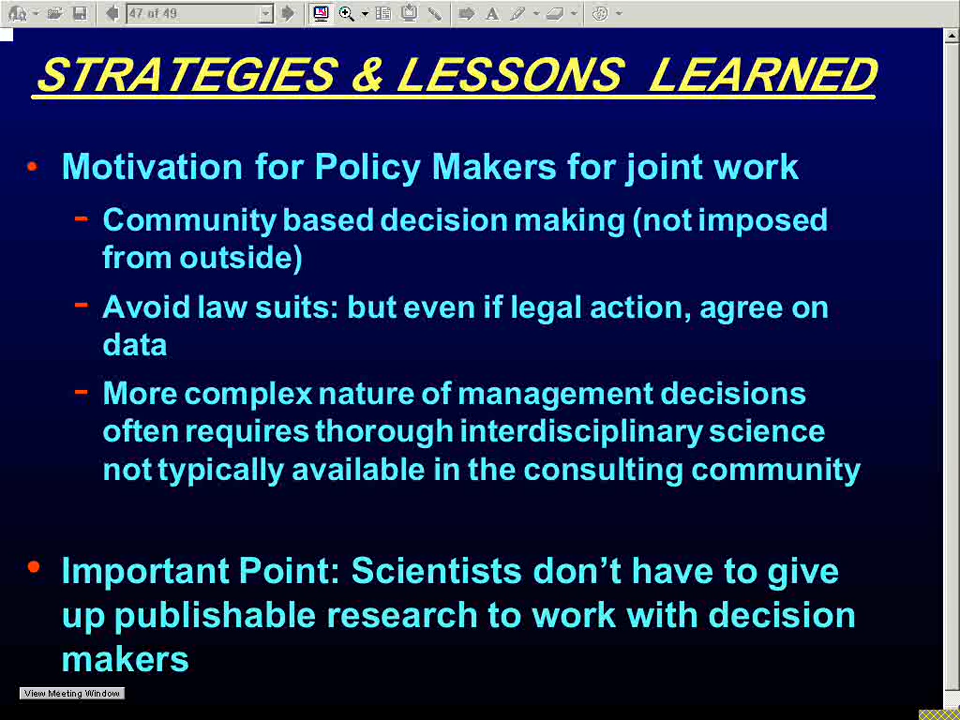 47 of 49
STRATEGIES & LESSONS LEARNED
• Motivation for Policy Makers for joint work
- Community based decision making (not imposed
from outside)
- Avoid law suits: but even if legal action, agree on
data
- More complex nature of management decisions
often requires thorough interdisciplinary science
not typically available in the consulting community
• Important Point: Scientists don’t have to give
up publishable research to work with decision
makers
View Meeting Window